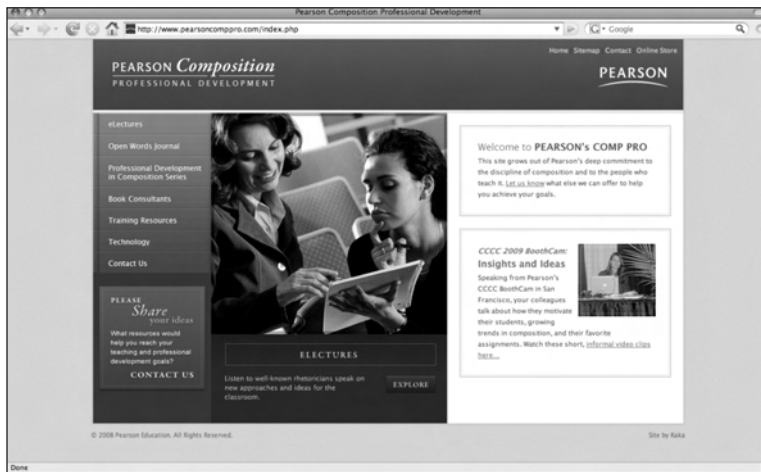 Pearson Composition Professional Development
http://www.pearsoncomppro.com/index.php
Google
Home Sitemap Contact Online Store
PEARSON Composition
PROFESSIONAL DEVELOPMENT
PEARSON
eLectures
Open Words Journal
Professional Development
in Composition Series
Book Consultants
Training Resources
Technology
Contact Us
PLEASE
Share
your ideas
What resources would
help you reach your
teaching and professional
development goals?
CONTACT US
ELECTURES
Listen to well-known rhetoricians speak on
new approaches and ideas for the
classroom.
EXPLORE
Welcome to PEARSON's COMP PRO
This site grows out of Pearson's deep commitment to
the discipline of composition and to the people who
teach it. Let us know what else we can offer to help
you achieve your goals.
CCCC 2009 BoothCam:
Insights and Ideas
Speaking from Pearson's
CCCC BoothCam in San
Francisco, your colleagues
talk about how they motivate
their students, growing
trends in composition, and their favorite
assignments. Watch these short, informal video clips
here...
© 2008 Pearson Education. All Rights Reserved.
Site by Raka
Done